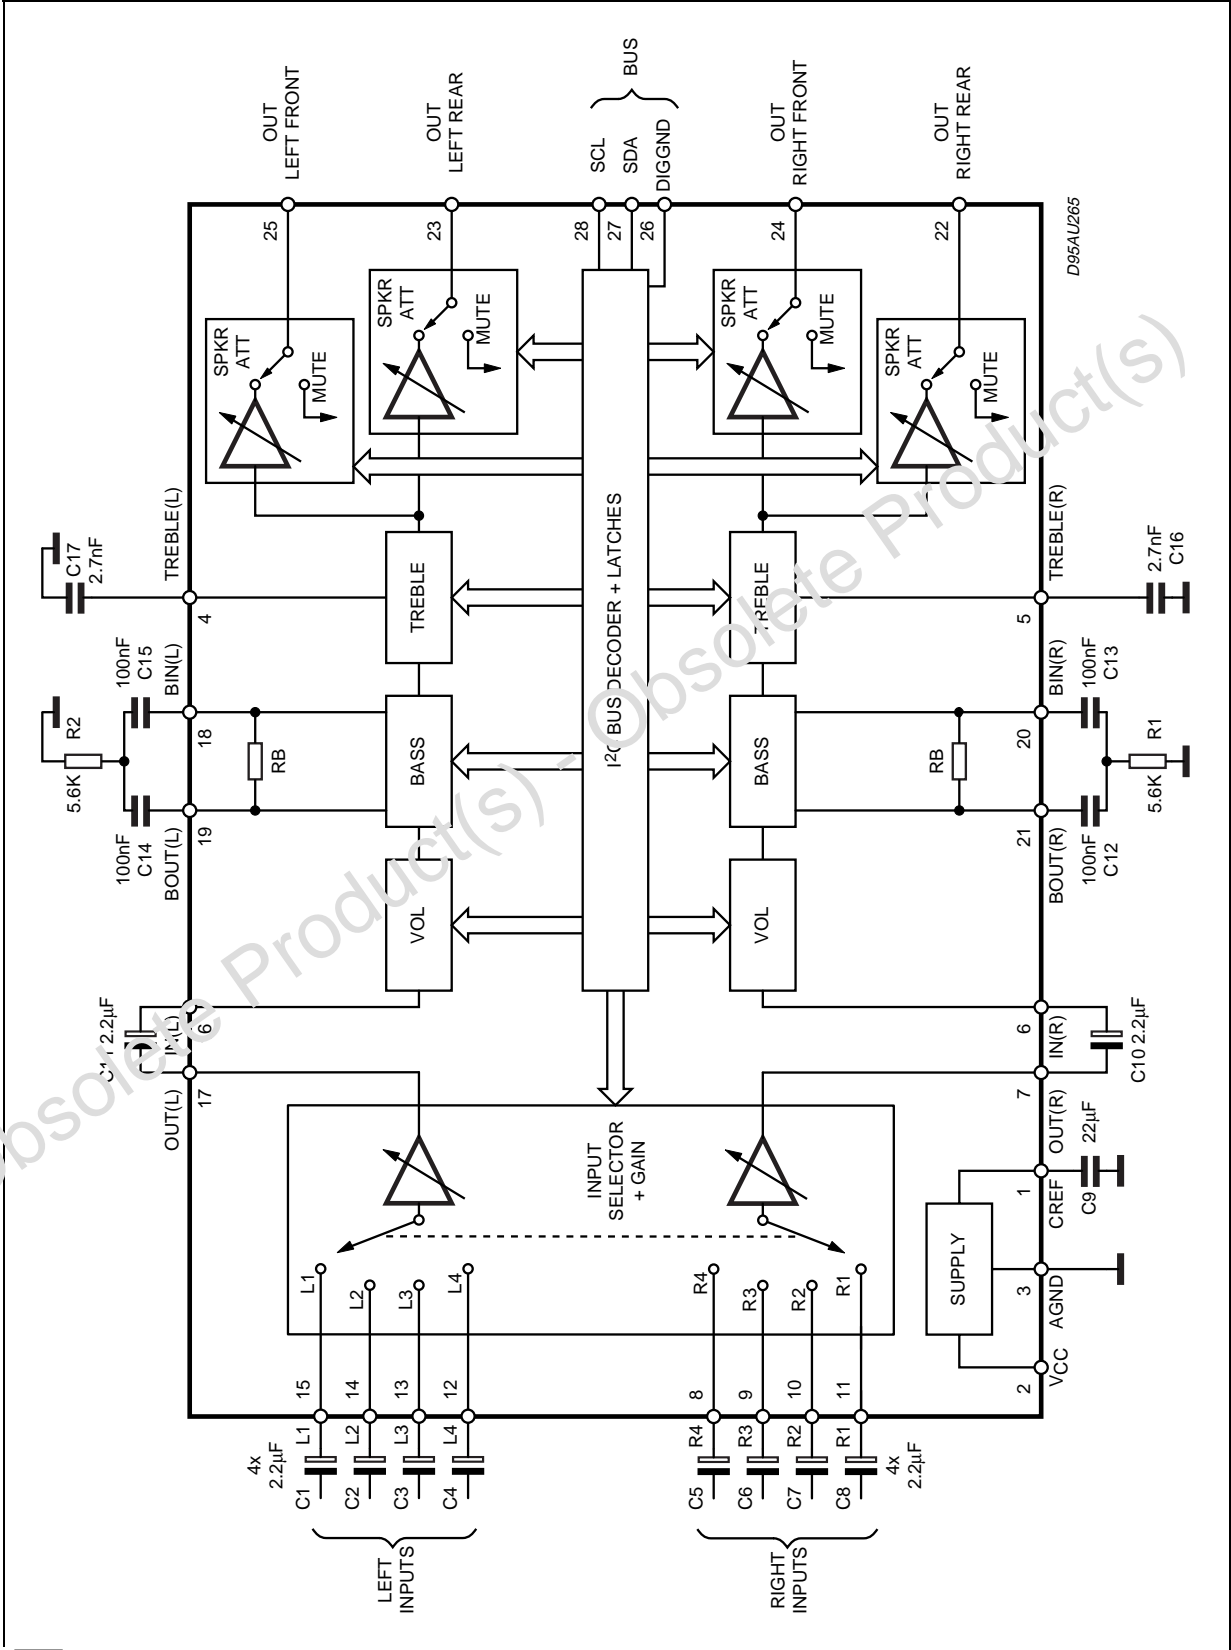 LEFT
INPUTS
RIGHT
INPUTS
4x
2.2µF
C1
C2
C3
C4
L1
L2
L3
L4
15
14
13
12
L1
L2
L3
L4
C5
C6
C7
C8
4x
2.2µF
R4
R3
R2
R1
8
9
10
11
R4
R3
R2
R1
INPUT
SELECTOR
+ GAIN
SUPPLY
2
VCC
3
AGND
1
CREF
C9
22µF
OUT(L)
17
IN(L)
6
2.2µF
7
OUT(R)
6
IN(R)
C10 2.2µF
VOL
VOL
BOUT(L)
19
100nF
C14
5.6K
R2
100nF
C15
BIN(L)
18
RB
BASS
BASS
RB
21
BOUT(R)
100nF
C12
5.6K
R1
20
BIN(R)
100nF
C13
C17
2.7nF
TREBLE(L)
4
TREBLE
TREBLE
5
TREBLE(R)
2.7nF
C16
I²C BUS DECODER + LATCHES
SPKR
ATT
MUTE
25
OUT
LEFT FRONT
SPKR
ATT
MUTE
23
OUT
LEFT REAR
28
SCL
27
SDA
26
DIGGND
BUS
SPKR
ATT
MUTE
24
OUT
RIGHT FRONT
SPKR
ATT
MUTE
22
OUT
RIGHT REAR
D95AU265
Obsolete Product(s) - Obsolete Product(s)